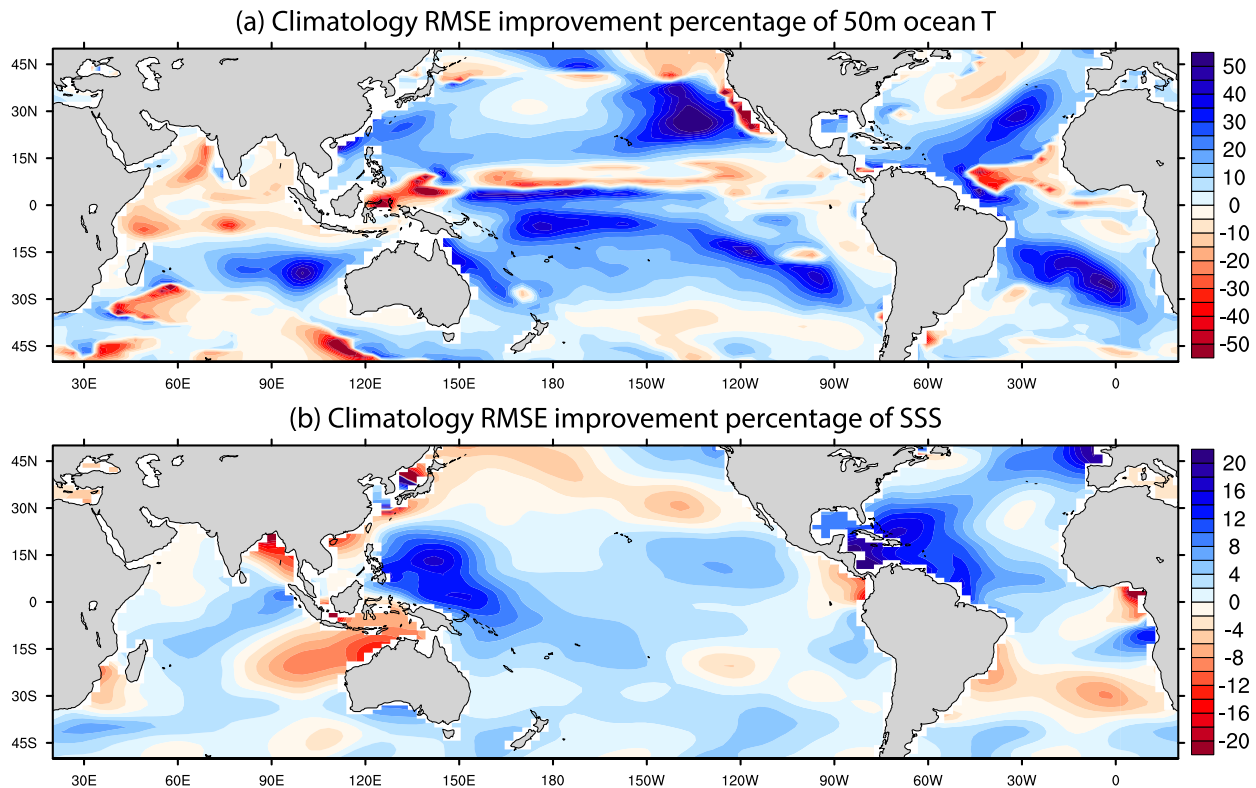 (a) Climatology RMSE improvement percentage of 50m ocean T
45N
30N
15N
0
15S
30S
45S
30E 60E 90E 120E 150E 180E 150W 120W 90W 60W 30W 0
50
40
30
20
10
0
-10
-20
-30
-40
-50
(b) Climatology RMSE improvement percentage of SSS
45N
30N
15N
0
15S
30S
45S
30E 60E 90E 120E 150E 180E 150W 120W 90W 60W 30W 0
20
16
12
8
4
0
-4
-8
-12
-16
-20